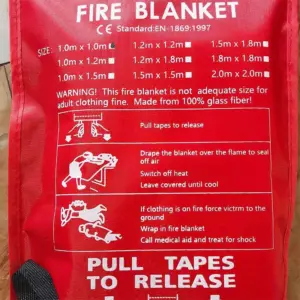 FIRE BLANKET
CE Standard:EN-1869:1997
SIZE: 1.0m x 1.0m 1.2m x 1.2m 1.5m x 1.8m
1.0m x 1.2m 1.2m x 1.8m 1.8m x 1.8m
1.0m x 1.5m 1.5m x 1.5m 2.0m x 2.0m
WARNING! This fire blanket is not adequate size for
adult clothing fine. Made from 100% glass fiber!
Pull tapes to release
Drape the blanket over the flame to seal
off air
Switch off heat
Leave covered until cool
If clothing is on fire force victrm to the
ground
Wrap in fire blanket
Call medical aid and treat for shock
PULL TAPES
TO RELEASE